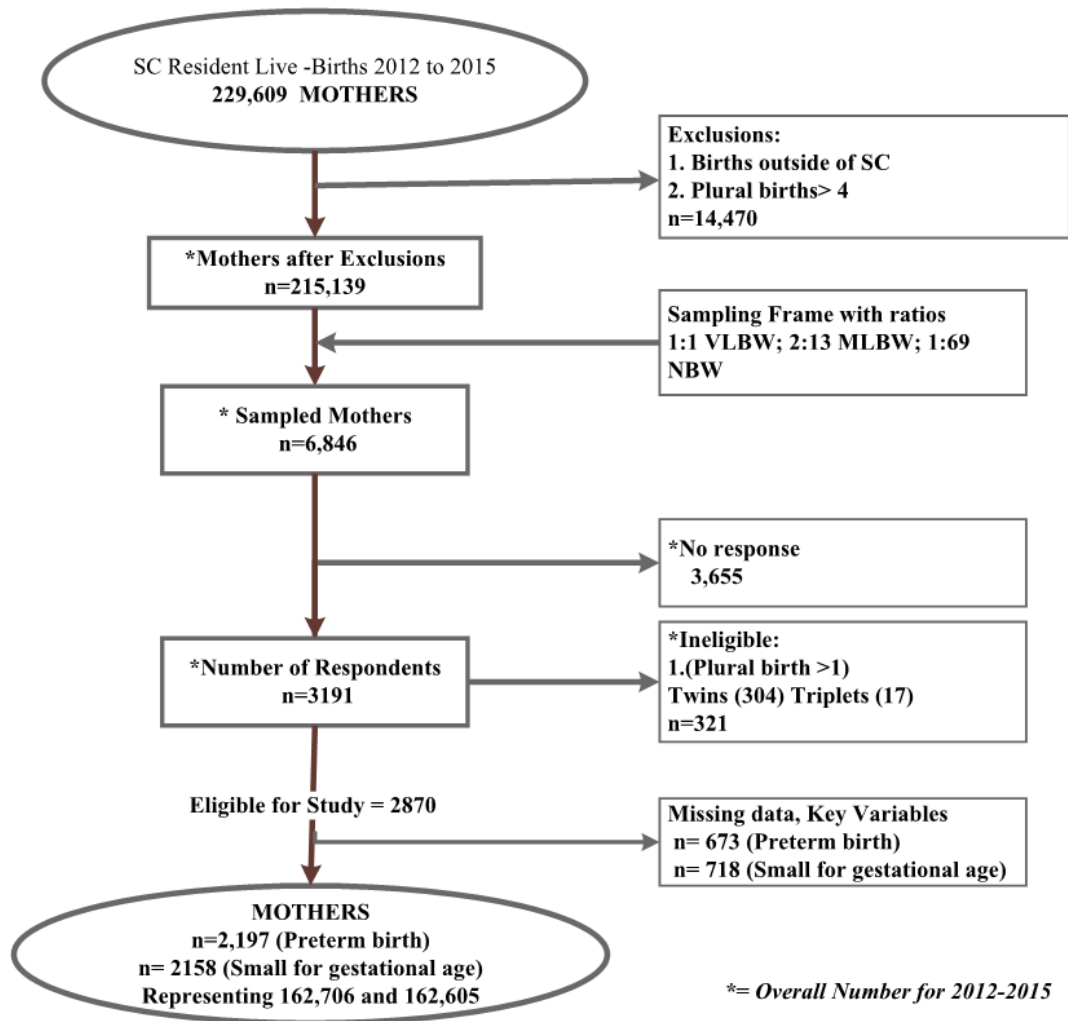 SC Resident Live -Births 2012 to 2015
229,609 MOTHERS
Exclusions:
1. Births outside of SC
2. Plural births> 4
n=14,470
*Mothers after Exclusions
n=215,139
Sampling Frame with ratios
1:1 VLBW; 2:13 MLBW; 1:69
NBW
* Sampled Mothers
n=6,846
*No response
3,655
*Number of Respondents
n=3191
*Ineligible:
1.(Plural birth >1)
Twins (304) Triplets (17)
n=321
Eligible for Study = 2870
Missing data, Key Variables
n= 673 (Preterm birth)
n= 718 (Small for gestational age)
MOTHERS
n=2,197 (Preterm birth)
n= 2158 (Small for gestational age)
Representing 162,706 and 162,605
*= Overall Number for 2012-2015